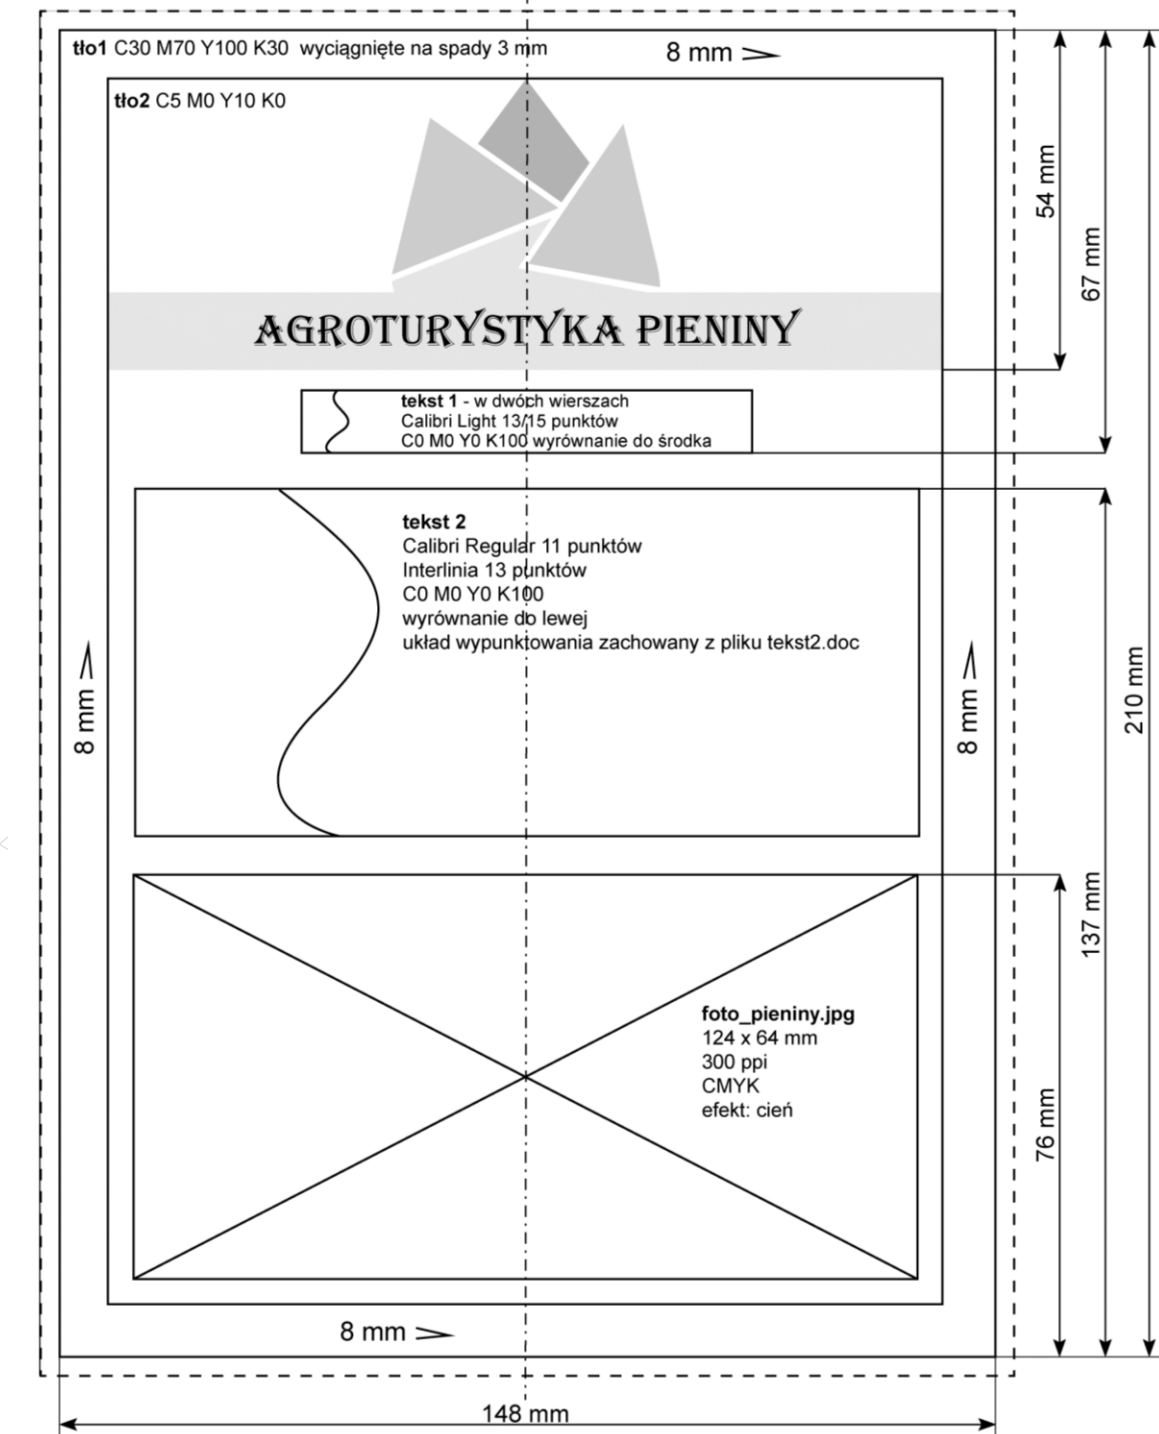 tło1 C30 M70 Y100 K30 wyciągnięte na spady 3 mm
8 mm
tło2 C5 M0 Y10 K0
54 mm
67 mm
AGROTURYSTYKA PIENINY
tekst 1 - w dwóch wierszach
Calibri Light 13/15 punktów
C0 M0 Y0 K100 wyrównanie do środka
tekst 2
Calibri Regular 11 punktów
Interlinia 13 punktów
C0 M0 Y0 K100
wyrównanie do lewej
układ wypunktowania zachowany z pliku tekst2.doc
8 mm
8 mm
210 mm
137 mm
foto_pieniny.jpg
124 x 64 mm
300 ppi
CMYK
efekt: cień
76 mm
8 mm
148 mm